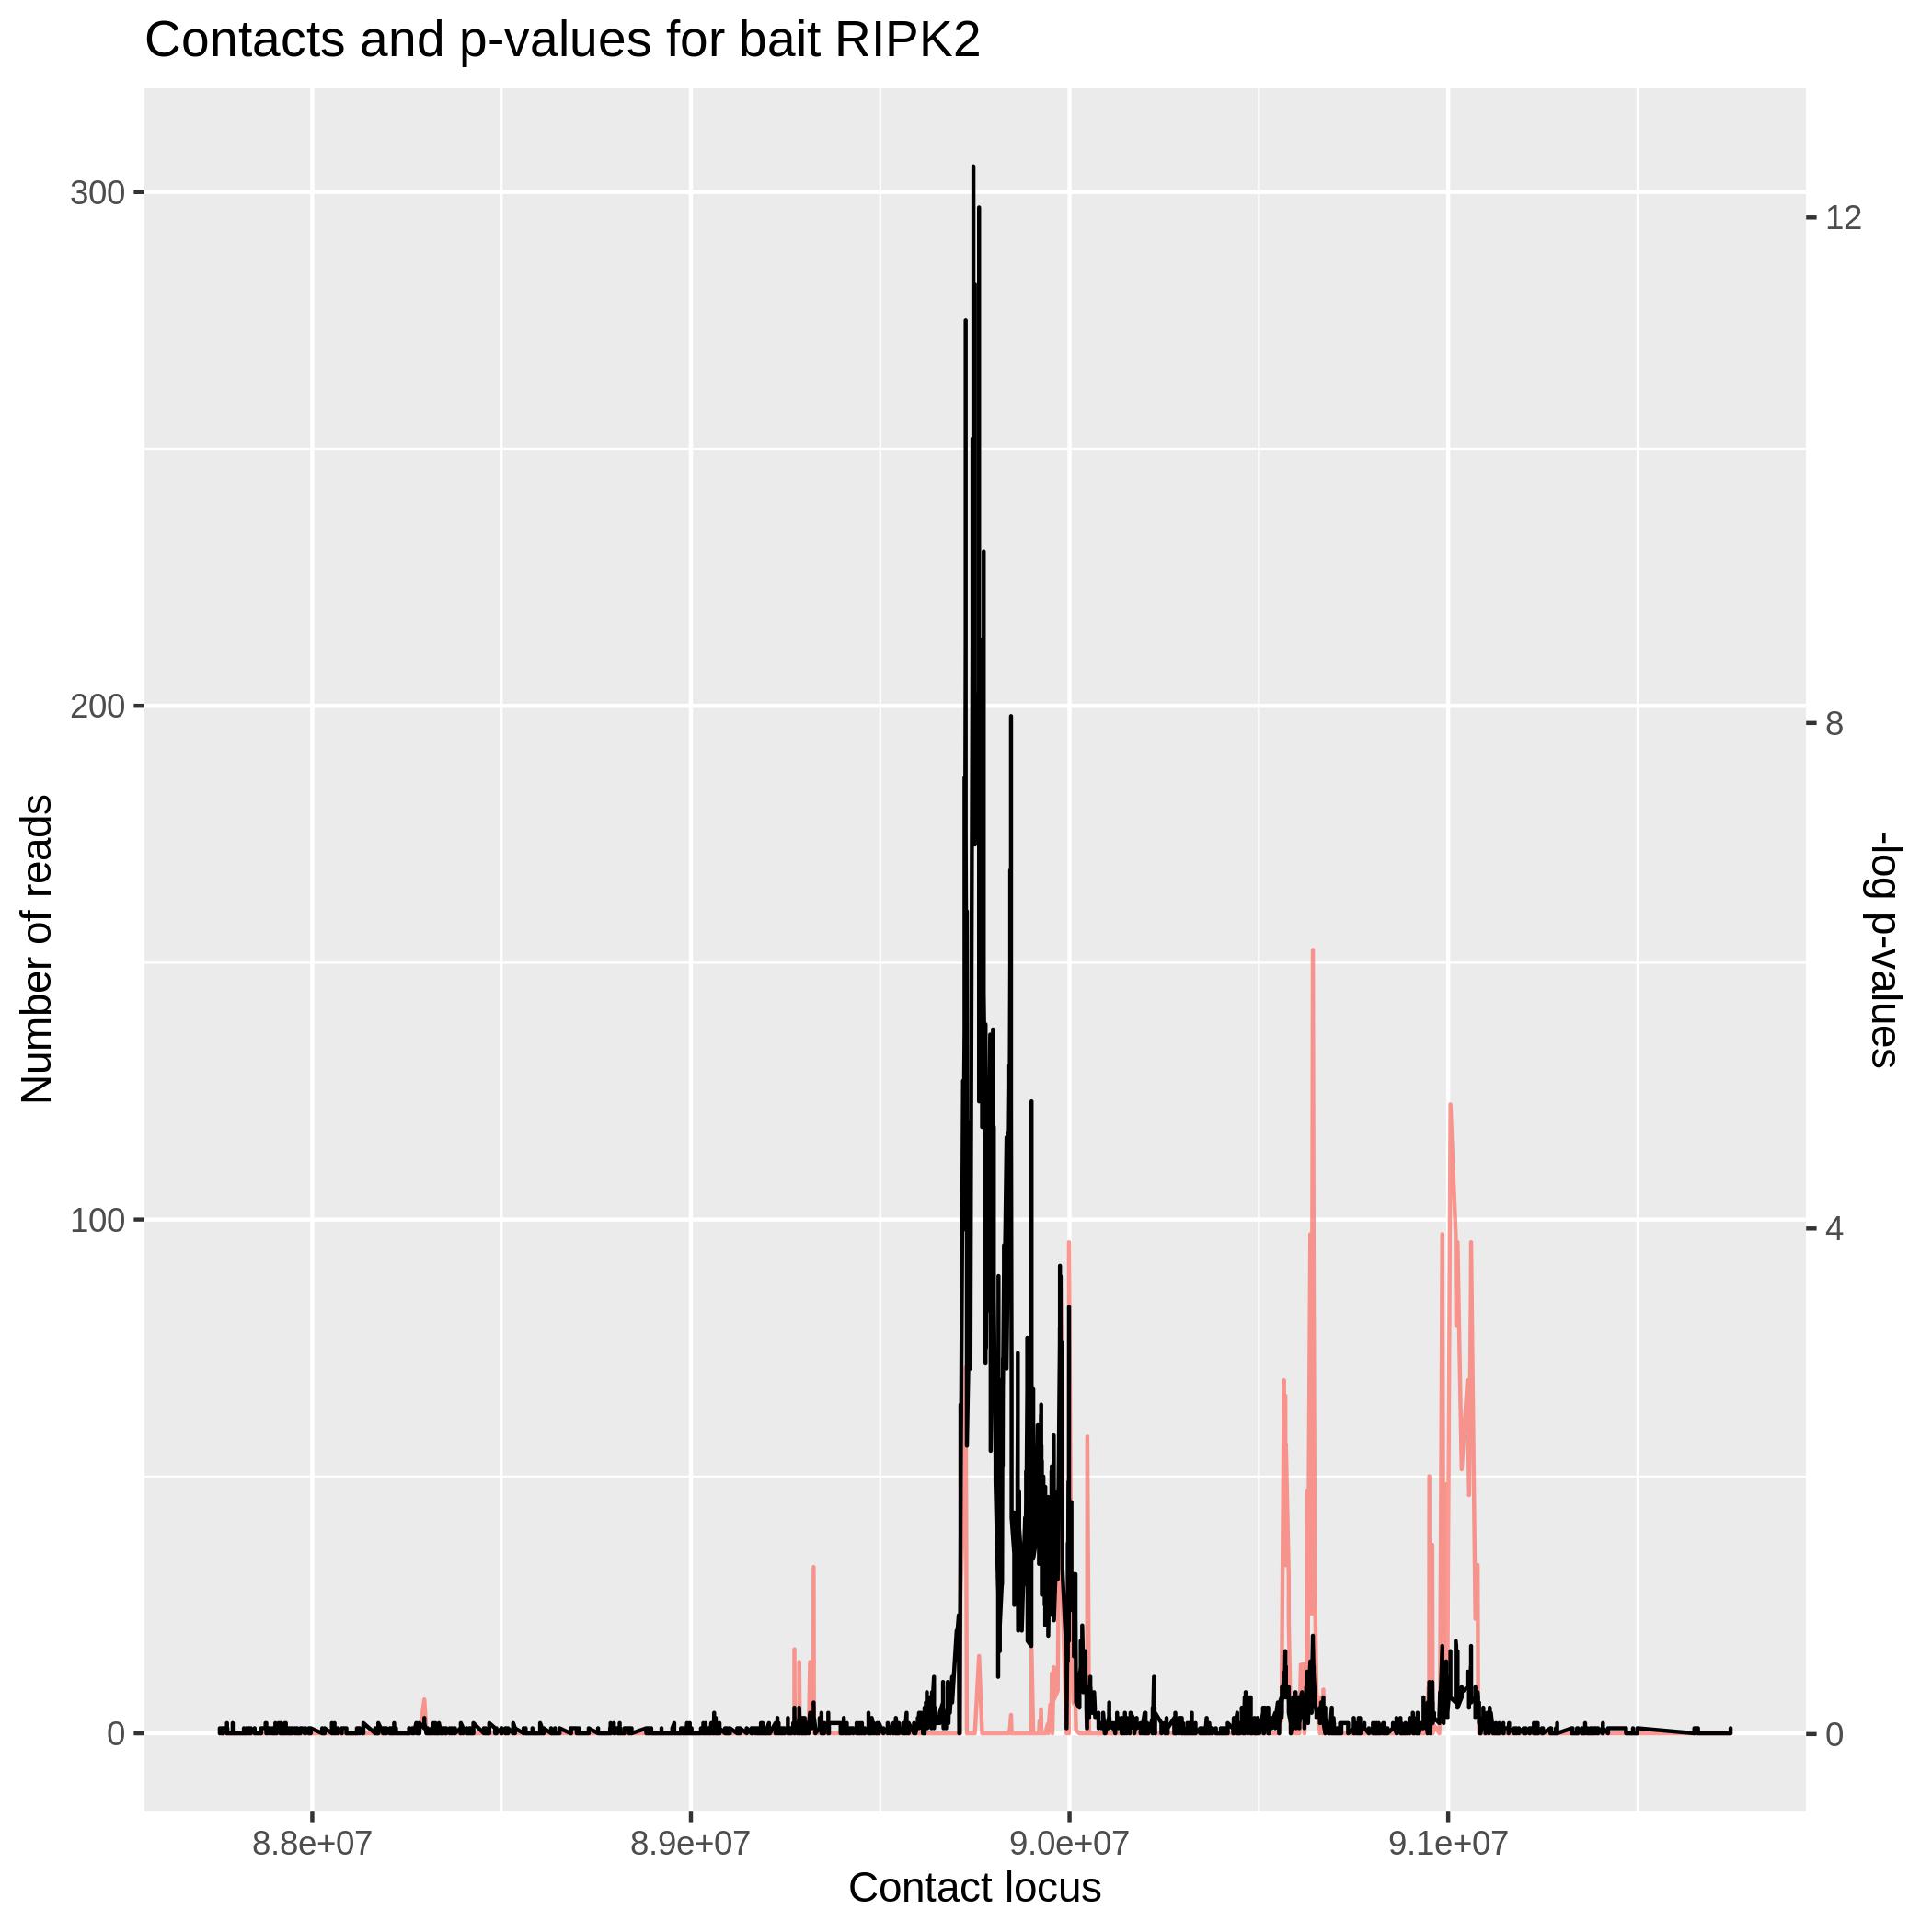 Contacts and p-values for bait RIPK2
300
200
100
0
Number of reads
12
8
4
0
-log p-values
8.8e+07 8.9e+07 9.0e+07 9.1e+07
Contact locus